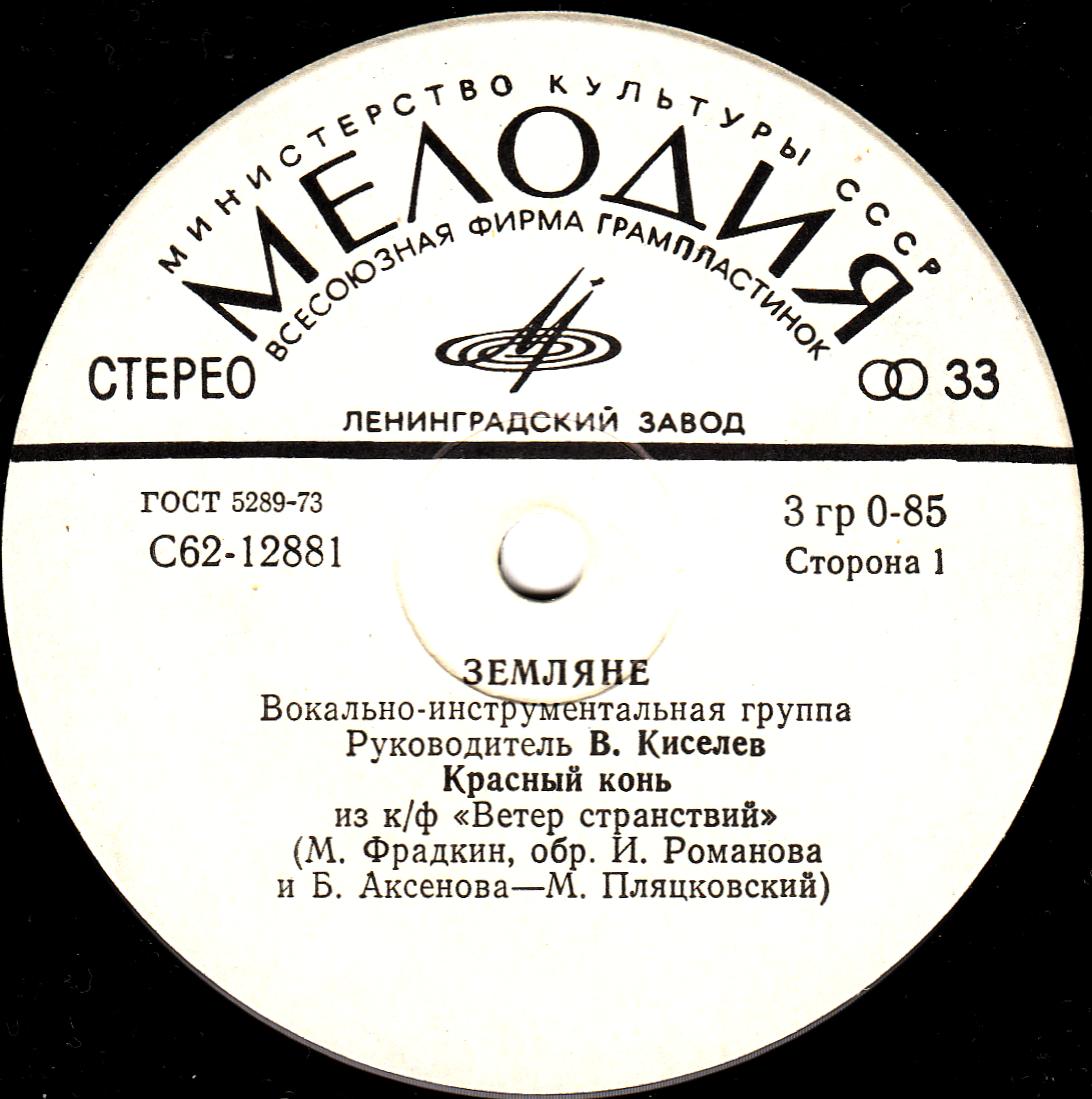 МИНИСТЕРСТВО КУЛЬТУРЫ СССР
МЕЛОДИЯ
ВСЕСОЮЗНАЯ ФИРМА ГРАМПЛАСТИНОК
СТЕРЕО
33
ЛЕНИНГРАДСКИЙ ЗАВОД
ГОСТ 5289-73
С62-12881
3 гр 0-85
Сторона 1
ЗЕМЛЯНЕ
Вокально-инструментальная группа
Руководитель В. Киселев
Красный конь
из к/ф «Ветер странствий»
(М. Фрадкин, обр. И. Романова
и Б. Аксенова—М. Пляцковский)